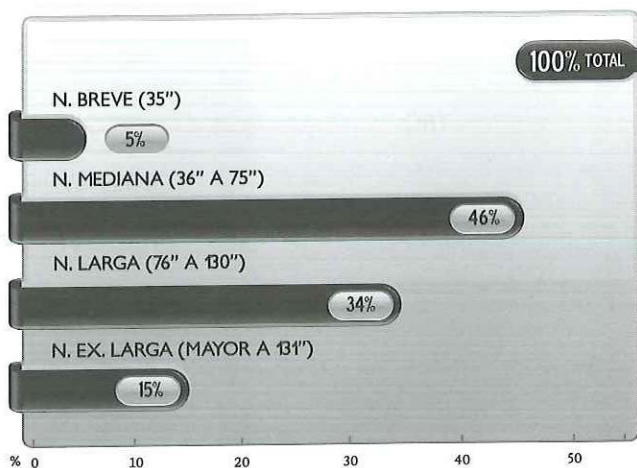 100% TOTAL
N. BREVE (35")
5%
N. MEDIANA (36" A 75")
46%
N. LARGA (76" A 130")
34%
N. EX. LARGA (MAYOR A 131")
15%
% 0 10 20 30 40 50